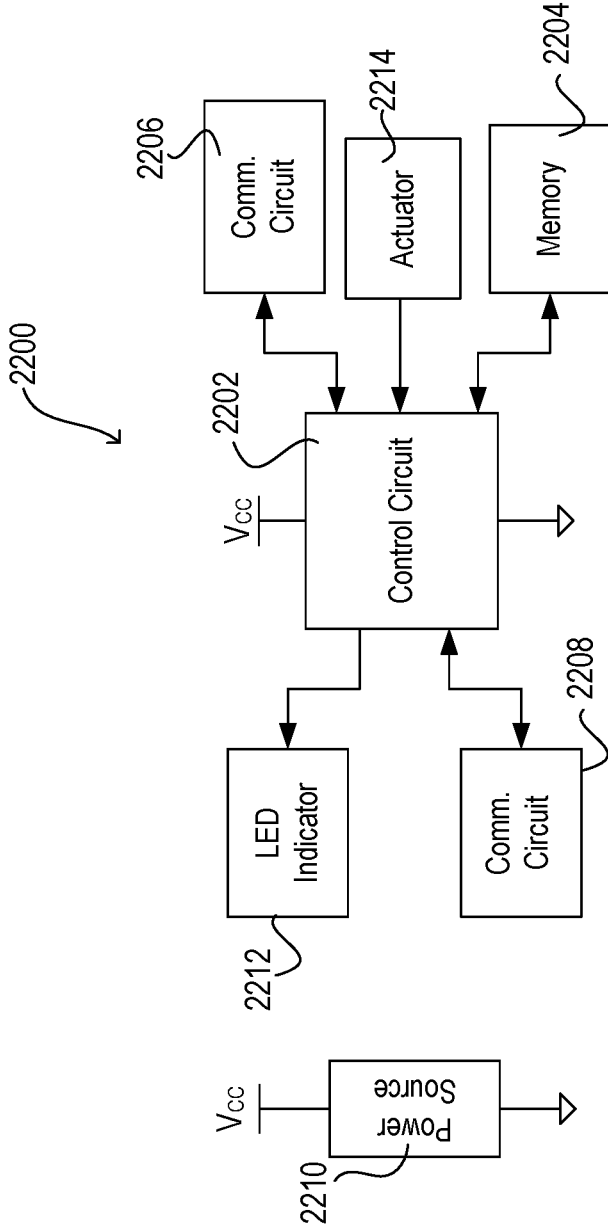 2200
VCC
2202
Control Circuit
2206
Comm.
Circuit
2214
Actuator
2204
Memory
LED
Indicator
2212
Comm.
Circuit
2208
VCC
Power
Source
2210